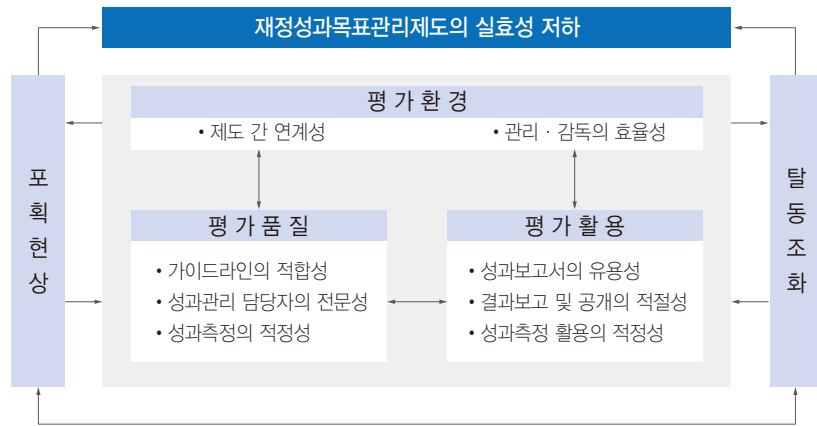 재정성과목표관리제도의 실효성 저하
포획현상
평가환경
• 제도 간 연계성
• 관리 · 감독의 효율성
평가품질
• 가이드라인의 적합성
• 성과관리 담당자의 전문성
• 성과측정의 적정성
평가활용
• 성과보고서의 유용성
• 결과보고 및 공개의 적절성
• 성과측정 활용의 적정성
탈동조화